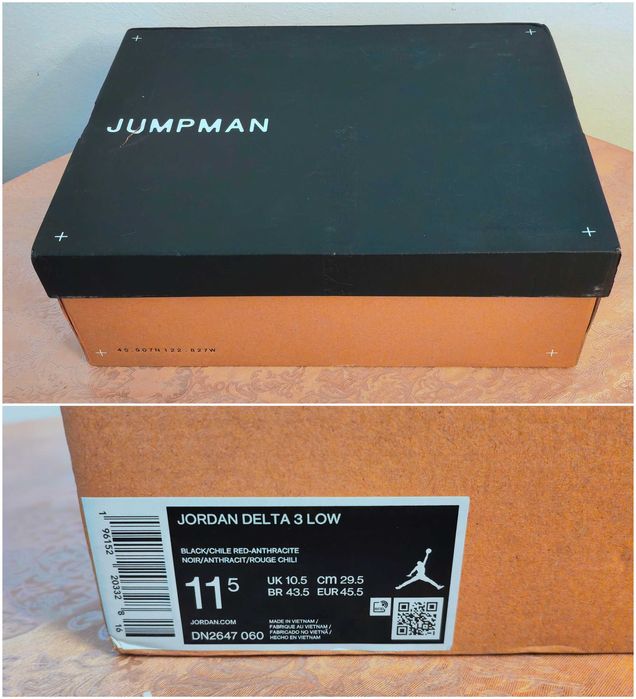 JUMPMAN
45.507N 122.827W
JORDAN DELTA 3 LOW
BLACK/CHILE RED-ANTHRACITE
NOIR/ANTHRACIT/ROUGE CHILI
11 5
UK 10.5 cm 29.5
BR 43.5 EUR 45.5
JORDAN.COM
DN2647 060
MADE IN VIETNAM /
FABRIQUE AU VIETNAM /
FABRICADO NO VIETNÃ /
HECHO EN VIETNAM
1 96152 20332 8 16